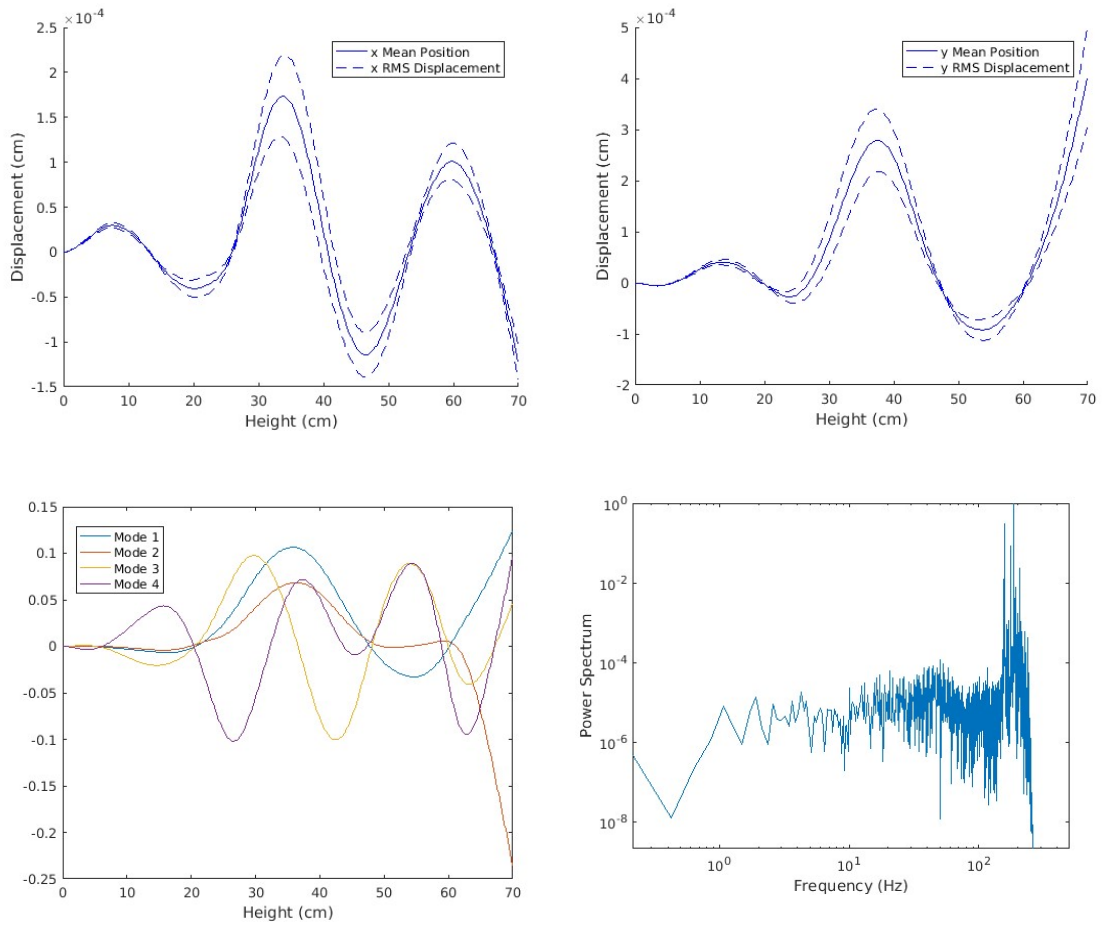 ×10⁻⁴
2.5
2
1.5
1
0.5
0
-0.5
-1
-1.5
0 10 20 30 40 50 60 70
Displacement (cm)
Height (cm)
x Mean Position
x RMS Displacement
×10⁻⁴
5
4
3
2
1
0
-1
-2
0 10 20 30 40 50 60 70
Displacement (cm)
Height (cm)
y Mean Position
y RMS Displacement
0.15
0.1
0.05
0
-0.05
-0.1
-0.15
-0.2
-0.25
0 10 20 30 40 50 60 70
Height (cm)
Mode 1
Mode 2
Mode 3
Mode 4
10⁰
10⁻²
10⁻⁴
10⁻⁶
10⁻⁸
10⁰ 10¹ 10²
Power Spectrum
Frequency (Hz)